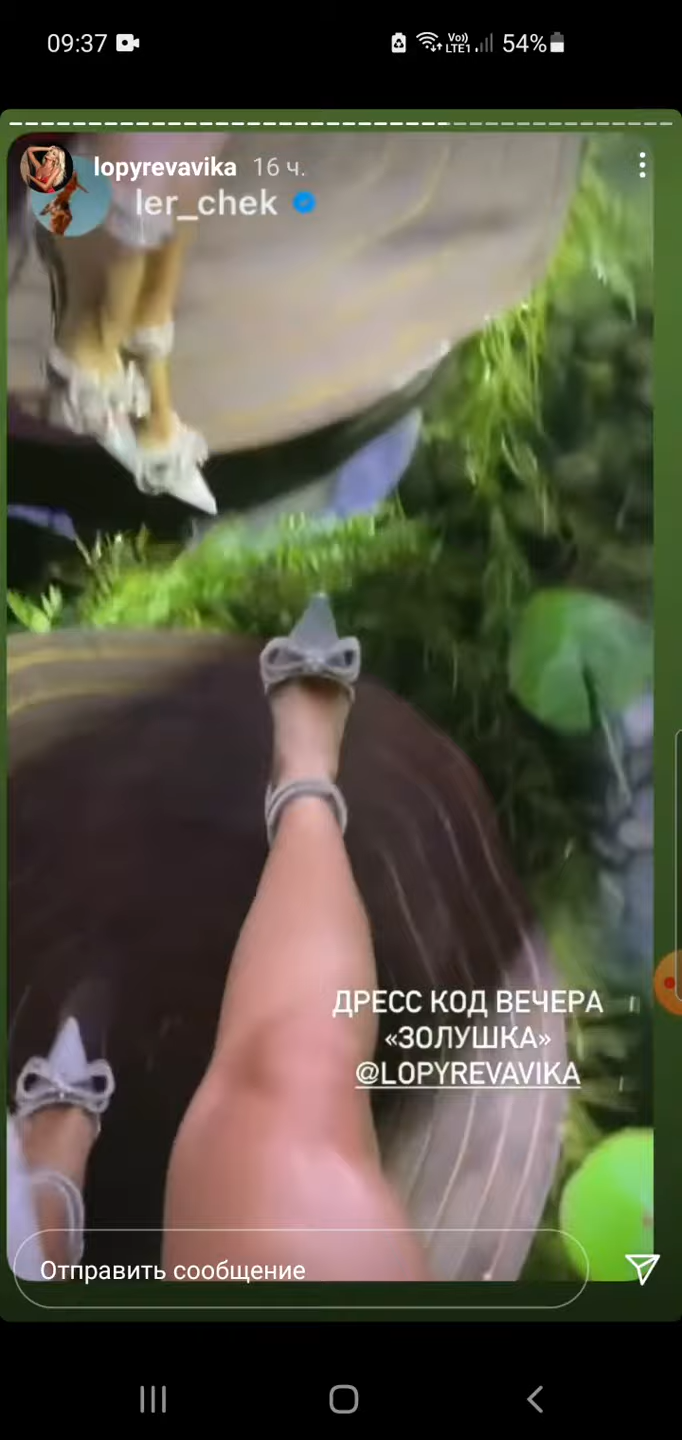 09:37
Vo)) LTE1 54%
lopyrevavika 16 ч.
ler_chek
ДРЕСС КОД ВЕЧЕРА
«ЗОЛУШКА»
@LOPYREVAVIKA
Отправить сообщение